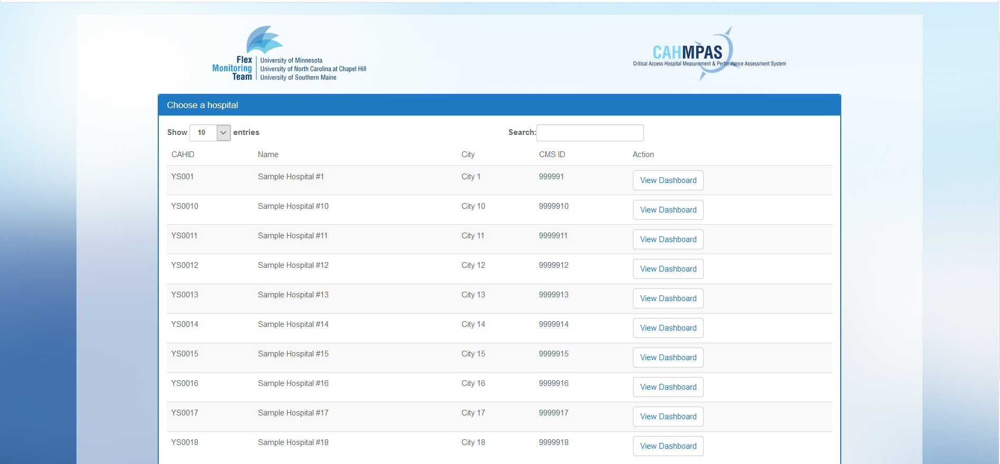 Flex
Monitoring
Team
University of Minnesota
University of North Carolina at Chapel Hill
University of Southern Maine
CAHMPAS
Critical Access Hospital Measurement & Performance Assessment System
Choose a hospital
Show 10 entries Search:
CAHID Name City CMS ID Action
YS001 Sample Hospital #1 City 1 999991 View Dashboard
YS0010 Sample Hospital #10 City 10 9999910 View Dashboard
YS0011 Sample Hospital #11 City 11 9999911 View Dashboard
YS0012 Sample Hospital #12 City 12 9999912 View Dashboard
YS0013 Sample Hospital #13 City 13 9999913 View Dashboard
YS0014 Sample Hospital #14 City 14 9999914 View Dashboard
YS0015 Sample Hospital #15 City 15 9999915 View Dashboard
YS0016 Sample Hospital #16 City 16 9999916 View Dashboard
YS0017 Sample Hospital #17 City 17 9999917 View Dashboard
YS0018 Sample Hospital #18 City 18 9999918 View Dashboard